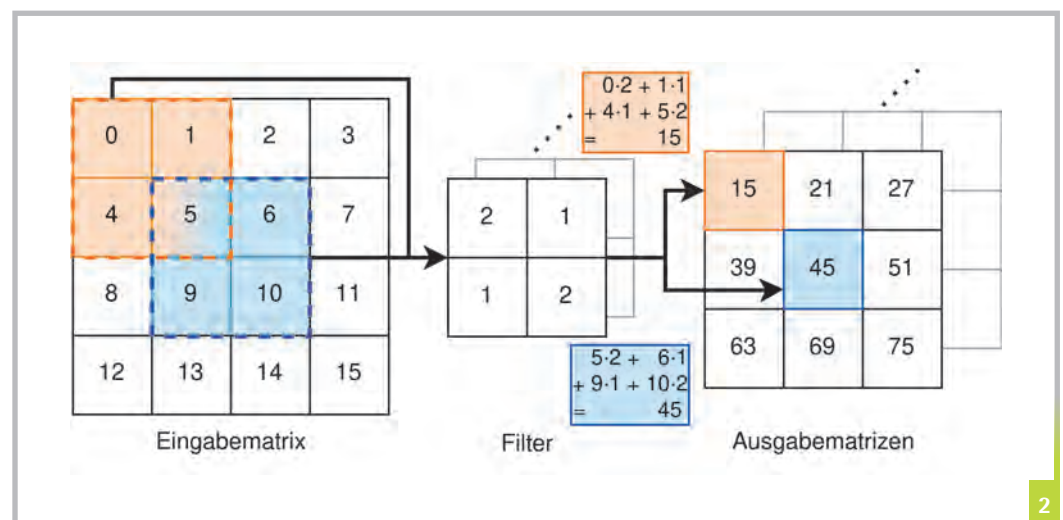 0·2 + 1·1
+ 4·1 + 5·2
= 15
0 1 2 3
4 5 6 7
8 9 10 11
12 13 14 15
2 1
1 2
15 21 27
39 45 51
63 69 75
5·2 + 6·1
+ 9·1 + 10·2
= 45
Eingabematrix
Filter
Ausgabematrizen
2